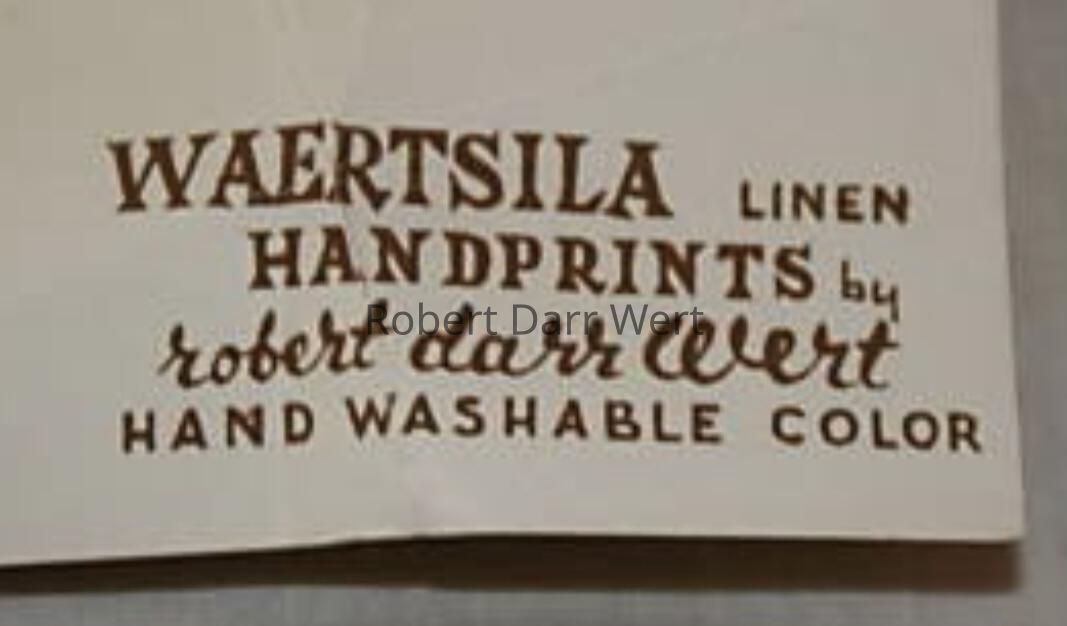 WAERTSILA LINEN
HANDPRINTS by
robert darr wert
Robert Darr Wert
HAND WASHABLE COLOR